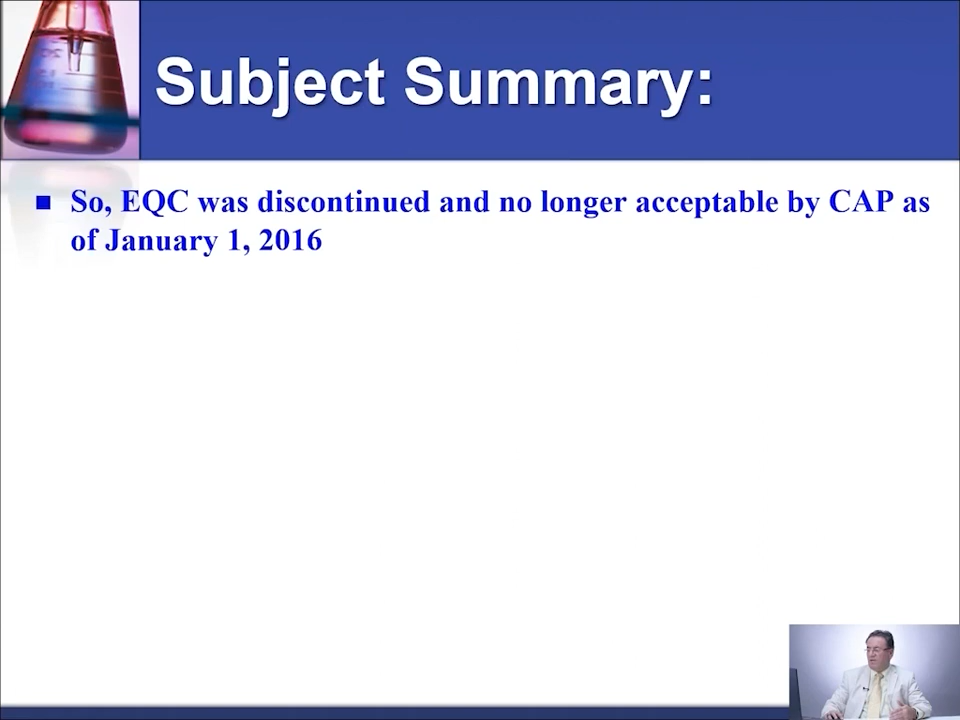 Subject Summary:
So, EQC was discontinued and no longer acceptable by CAP as
of January 1, 2016